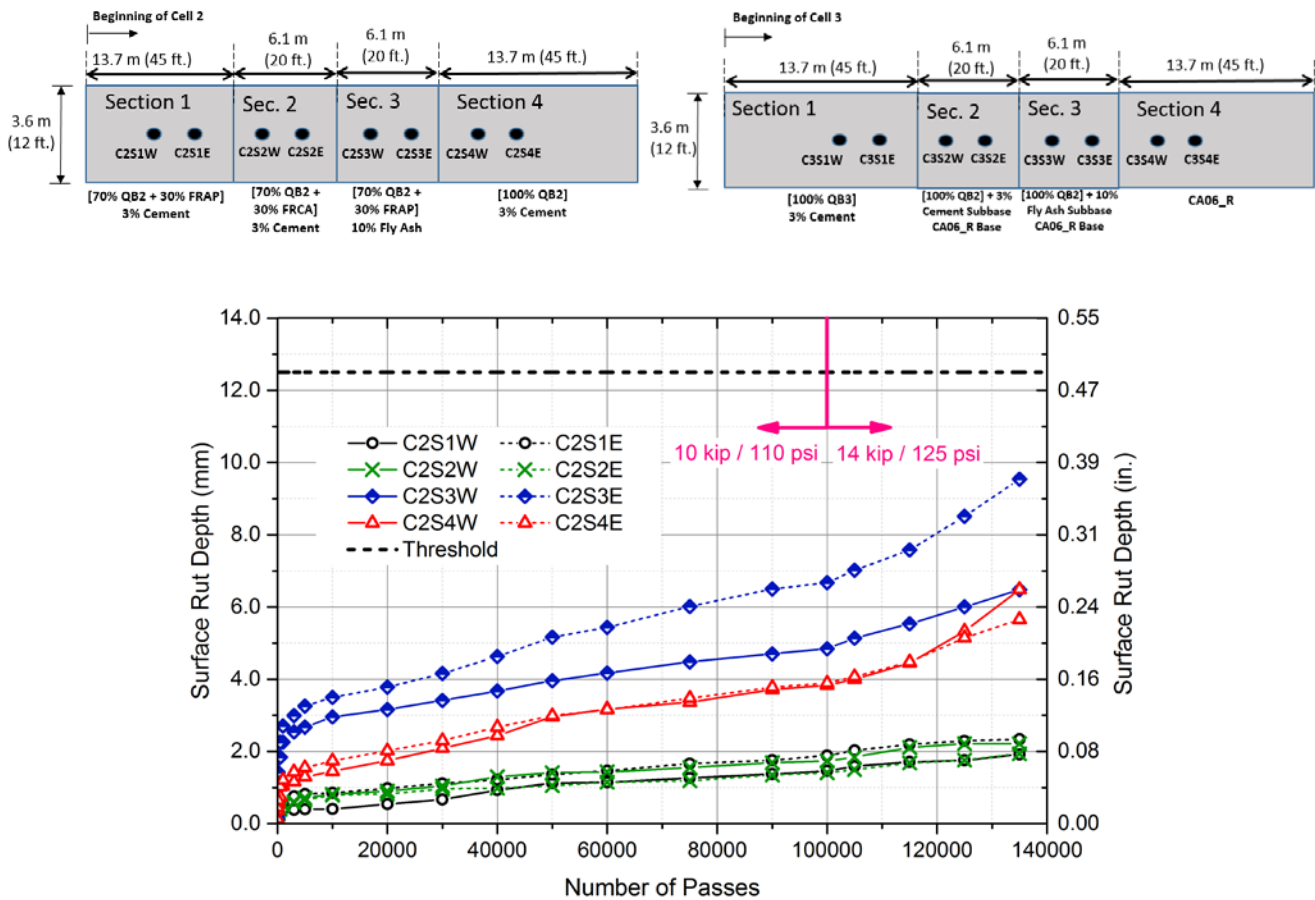 Beginning of Cell 2
13.7 m (45 ft.)
6.1 m
(20 ft.)
6.1 m
(20 ft.)
13.7 m (45 ft.)
3.6 m
(12 ft.)
Section 1
Sec. 2
Sec. 3
Section 4
C2S1W
C2S1E
C2S2W
C2S2E
C2S3W
C2S3E
C2S4W
C2S4E
[70% QB2 + 30% FRAP]
3% Cement
[70% QB2 +
30% FRCA]
3% Cement
[70% QB2 +
30% FRAP]
10% Fly Ash
[100% QB2]
3% Cement
Beginning of Cell 3
13.7 m (45 ft.)
6.1 m
(20 ft.)
6.1 m
(20 ft.)
13.7 m (45 ft.)
3.6 m
(12 ft.)
Section 1
Sec. 2
Sec. 3
Section 4
C3S1W
C3S1E
C3S2W
C3S2E
C3S3W
C3S3E
C3S4W
C3S4E
[100% QB3]
3% Cement
[100% QB2] + 3%
Cement Subbase
CA06_R Base
[100% QB2] + 10%
Fly Ash Subbase
CA06_R Base
CA06_R
Surface Rut Depth (mm)
14.0
12.0
10.0
8.0
6.0
4.0
2.0
0.0
10 kip / 110 psi
14 kip / 125 psi
C2S1W
C2S1E
C2S2W
C2S2E
C2S3W
C2S3E
C2S4W
C2S4E
Threshold
0.55
0.47
0.39
0.31
0.24
0.16
0.08
0.00
Surface Rut Depth (in.)
0
20000
40000
60000
80000
100000
120000
140000
Number of Passes